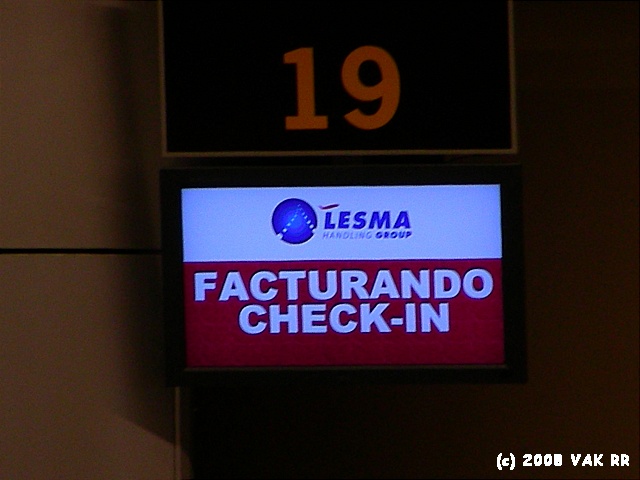 19
LESMA
HANDLING GROUP
FACTURANDO
CHECK-IN
(c) 2008 VAK RR